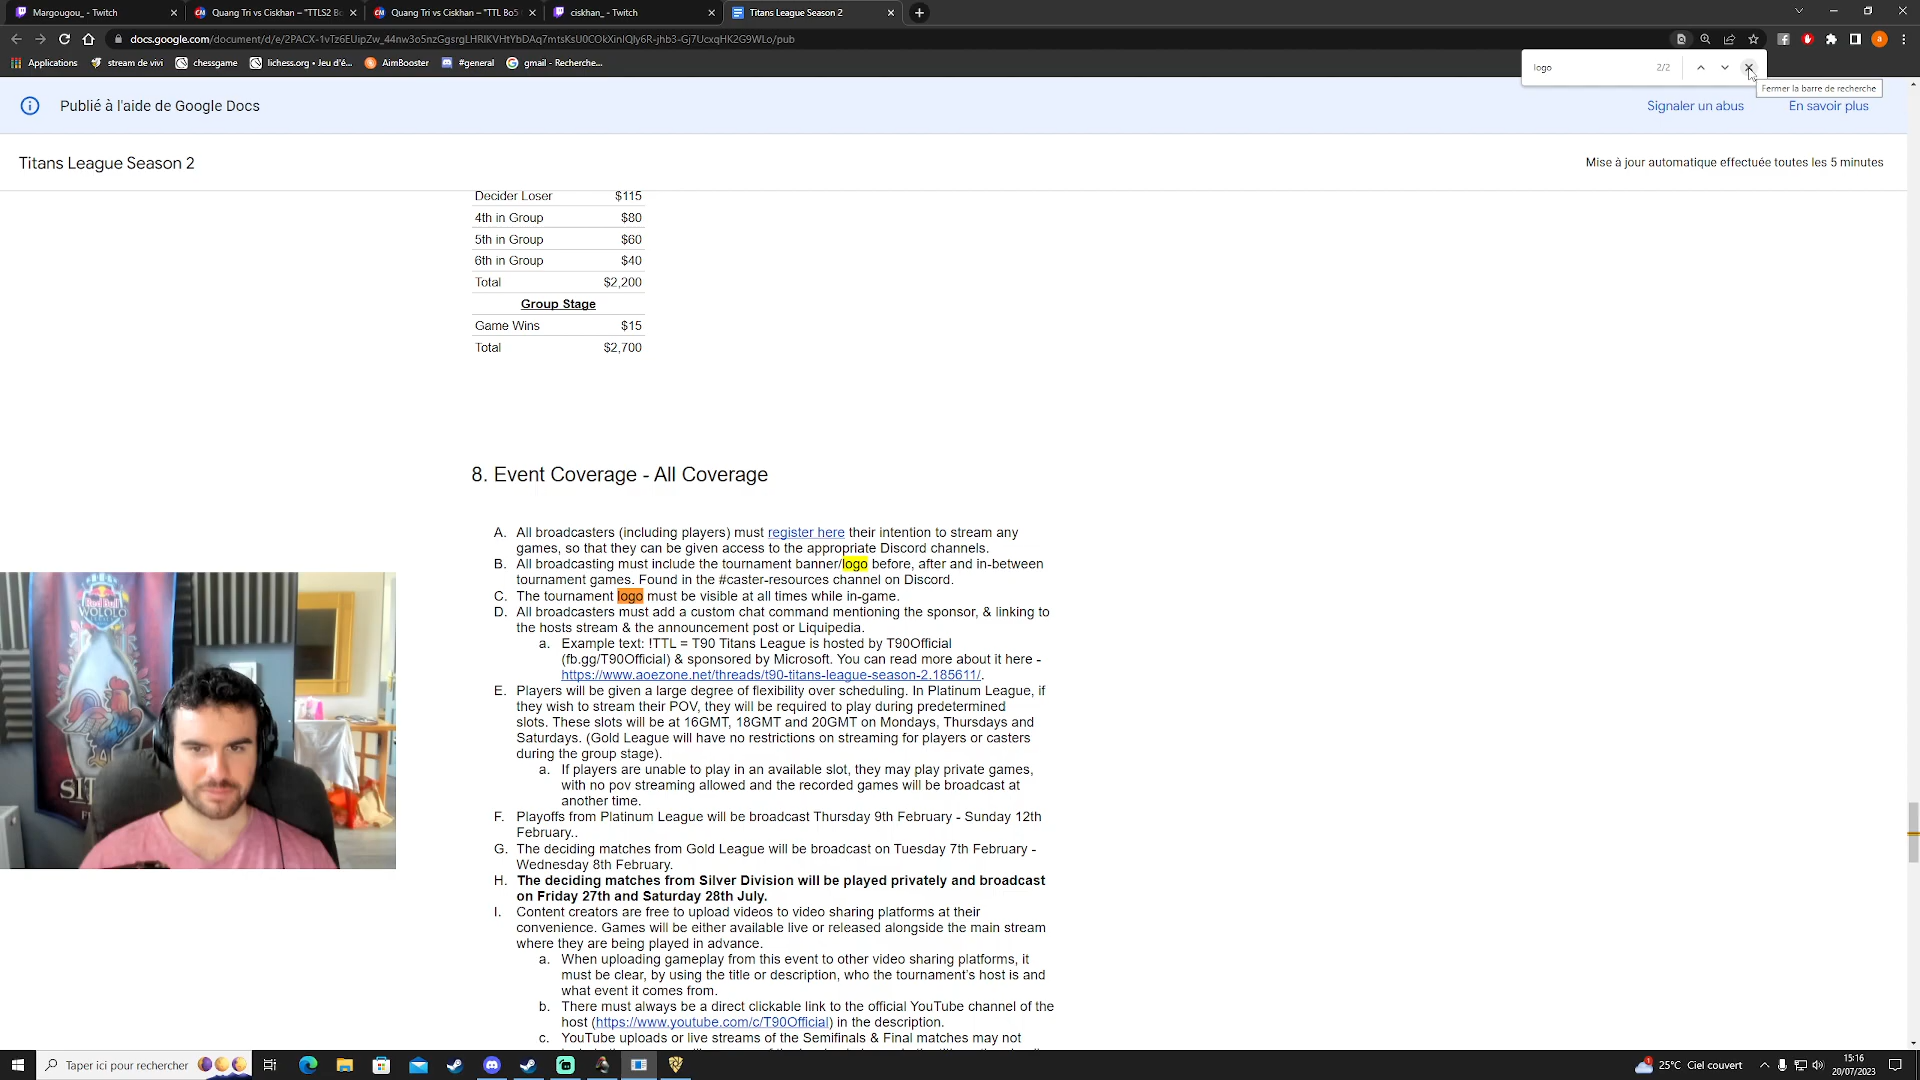 Margougou_ - Twitch
Quang Tri vs Ciskhan – "TTLS2 Bo
Quang Tri vs Ciskhan – "TTL Bo5
ciskhan_ - Twitch
Titans League Season 2
docs.google.com/document/d/e/2PACX-1vTz6EUipZw_44nw3o5nzGgsrgLHRIKVHtYbDAq7mtsKsU0COkXinIQly6R-jhb3-Gj7UcxqHK2G9WLo/pub
Applications
stream de vivi
chessgame
lichess.org • Jeu d'é...
AimBooster
#general
gmail - Recherche...
logo
2/2
Fermer la barre de recherche
Publié à l'aide de Google Docs
Signaler un abus
En savoir plus
Titans League Season 2
Mise à jour automatique effectuée toutes les 5 minutes
Decider Loser $115
4th in Group $80
5th in Group $60
6th in Group $40
Total $2,200
Group Stage
Game Wins $15
Total $2,700
8. Event Coverage - All Coverage
A. All broadcasters (including players) must register here their intention to stream any
games, so that they can be given access to the appropriate Discord channels.
B. All broadcasting must include the tournament banner/logo before, after and in-between
tournament games. Found in the #caster-resources channel on Discord.
C. The tournament logo must be visible at all times while in-game.
D. All broadcasters must add a custom chat command mentioning the sponsor, & linking to
the hosts stream & the announcement post or Liquipedia.
a. Example text: !TTL = T90 Titans League is hosted by T90Official
(fb.gg/T90Official) & sponsored by Microsoft. You can read more about it here -
https://www.aoezone.net/threads/t90-titans-league-season-2.185611/.
E. Players will be given a large degree of flexibility over scheduling. In Platinum League, if
they wish to stream their POV, they will be required to play during predetermined
slots. These slots will be at 16GMT, 18GMT and 20GMT on Mondays, Thursdays and
Saturdays. (Gold League will have no restrictions on streaming for players or casters
during the group stage).
a. If players are unable to play in an available slot, they may play private games,
with no pov streaming allowed and the recorded games will be broadcast at
another time.
F. Playoffs from Platinum League will be broadcast Thursday 9th February - Sunday 12th
February..
G. The deciding matches from Gold League will be broadcast on Tuesday 7th February -
Wednesday 8th February.
H. The deciding matches from Silver Division will be played privately and broadcast
on Friday 27th and Saturday 28th July.
I. Content creators are free to upload videos to video sharing platforms at their
convenience. Games will be either available live or released alongside the main stream
where they are being played in advance.
a. When uploading gameplay from this event to other video sharing platforms, it
must be clear, by using the title or description, who the tournament's host is and
what event it comes from.
b. There must always be a direct clickable link to the official YouTube channel of the
host (https://www.youtube.com/c/T90Official) in the description.
c. YouTube uploads or live streams of the Semifinals & Final matches may not
Red Bull
WOLOLO
SIT
Taper ici pour rechercher
25°C Ciel couvert
15:16
20/07/2023